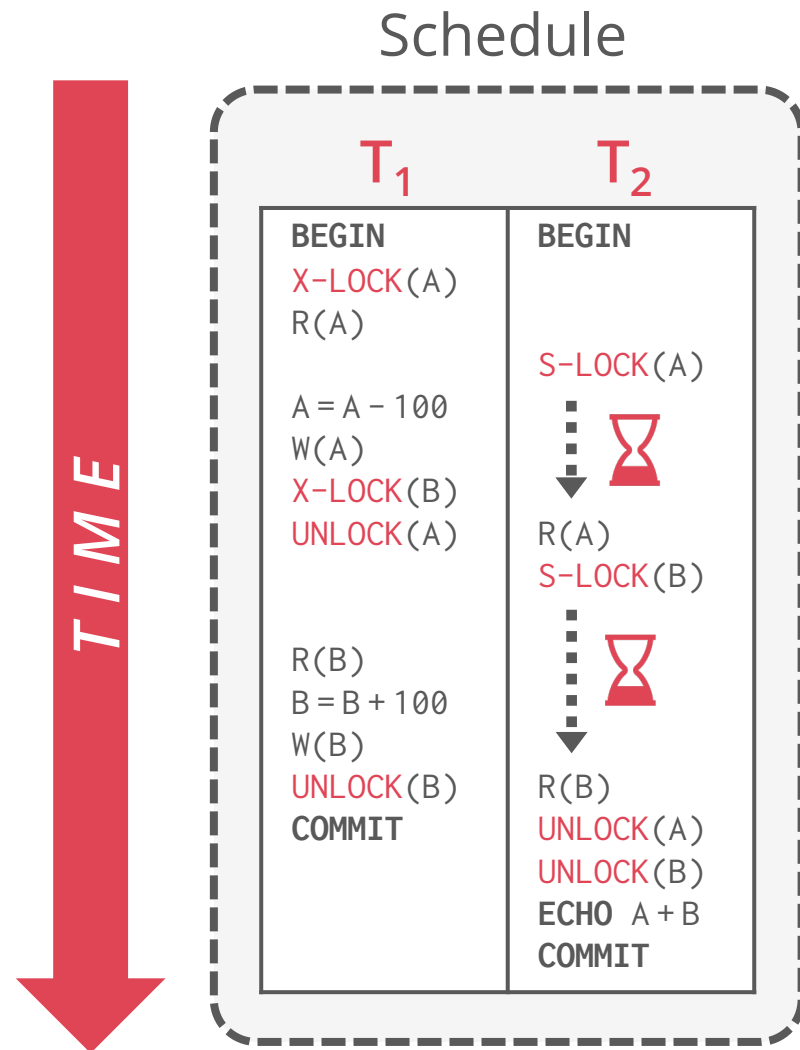 Schedule
TIME
T1
T2
BEGIN
X-LOCK(A)
R(A)
A=A-100
W(A)
X-LOCK(B)
UNLOCK(A)
R(B)
B=B+100
W(B)
UNLOCK(B)
COMMIT
BEGIN
S-LOCK(A)
R(A)
S-LOCK(B)
R(B)
UNLOCK(A)
UNLOCK(B)
ECHO A+B
COMMIT